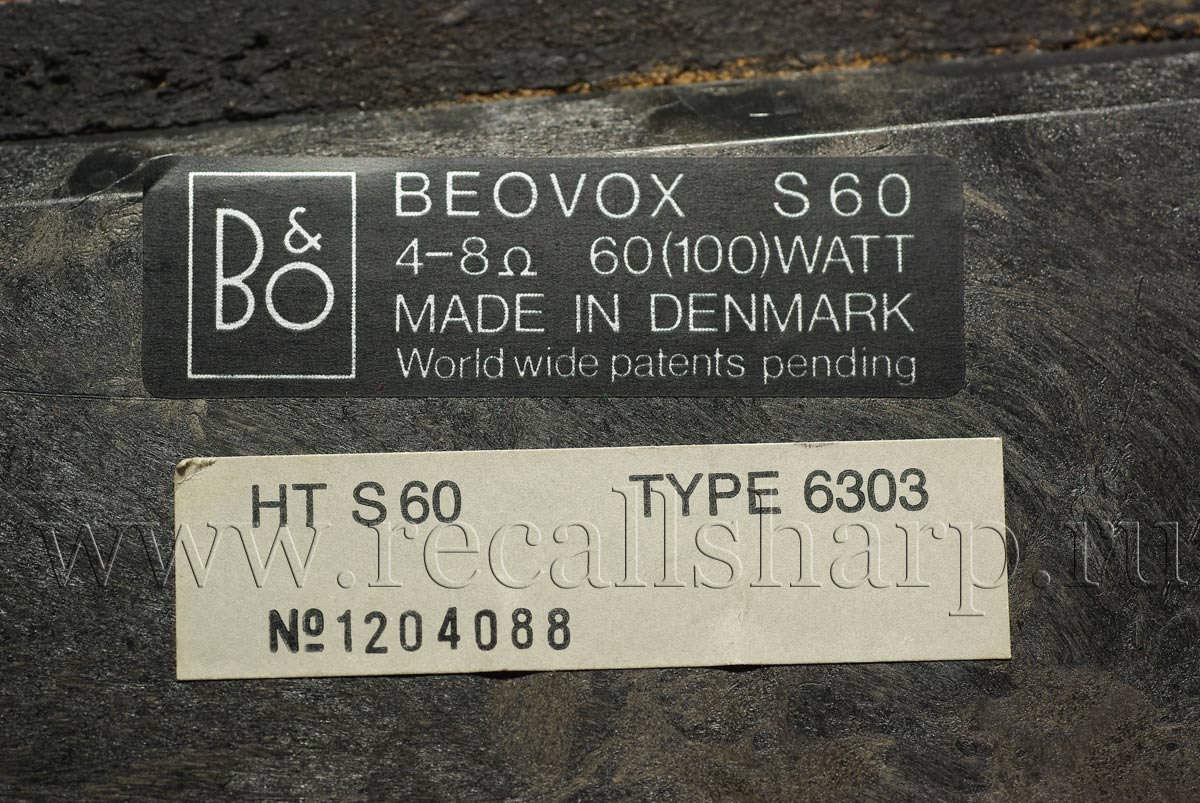 B&O
BEOVOX S60
4-8Ω 60(100)WATT
MADE IN DENMARK
World wide patents pending
HT S60 TYPE 6303
www.recallsharp.ru
Nº1204088